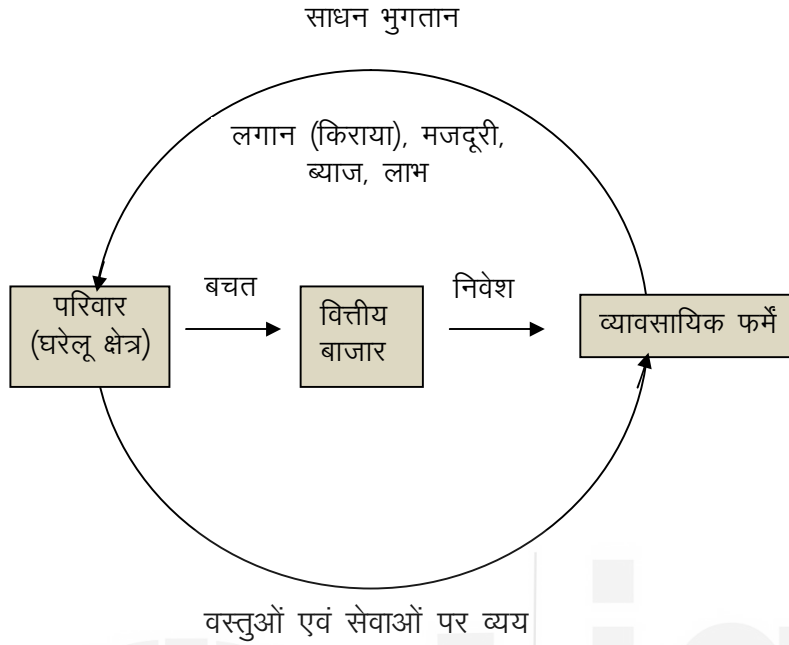 साधन भुगतान
लगान (किराया), मजदूरी,
ब्याज, लाभ
परिवार
(घरेलू क्षेत्र)
बचत
वित्तीय
बाजार
निवेश
व्यावसायिक फर्में
वस्तुओं एवं सेवाओं पर व्यय